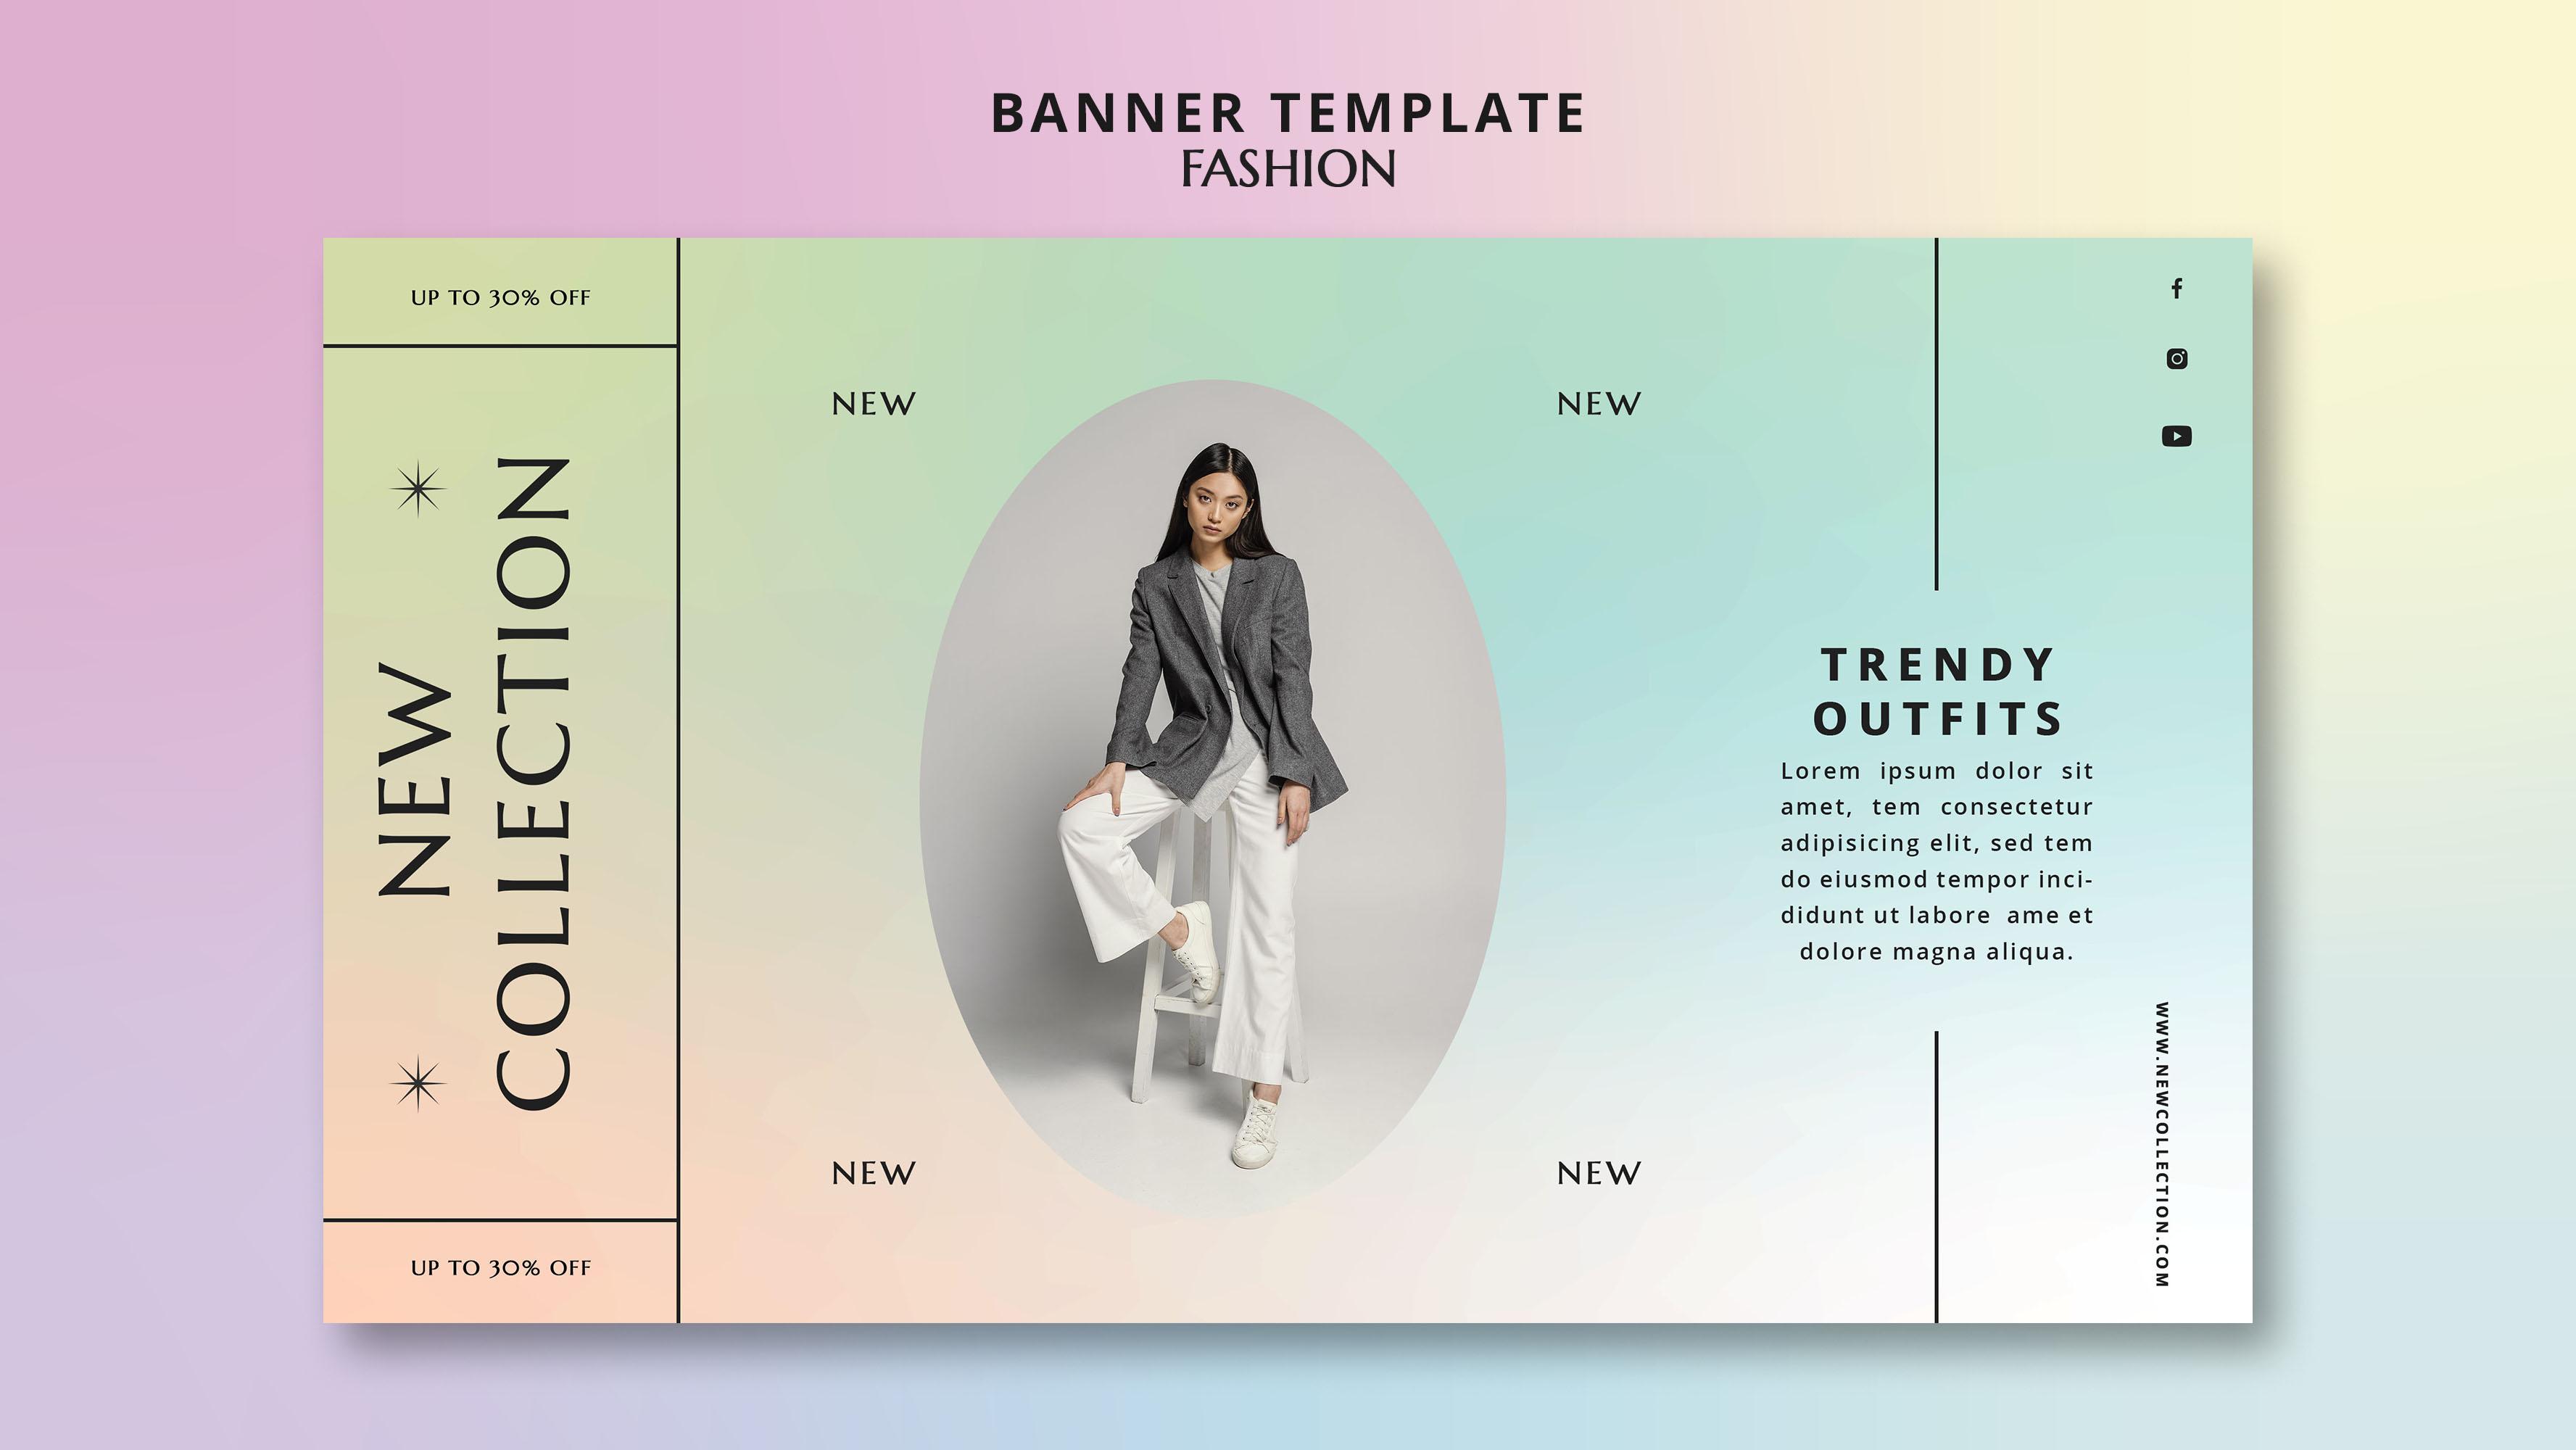 BANNER TEMPLATE
FASHION
UP TO 30% OFF
NEW
COLLECTION
UP TO 30% OFF
NEW
NEW
NEW
NEW
TRENDY
OUTFITS
Lorem ipsum dolor sit
amet, tem consectetur
adipisicing elit, sed tem
do eiusmod tempor inci-
didunt ut labore ame et
dolore magna aliqua.
WWW.NEWCOLLECTION.COM